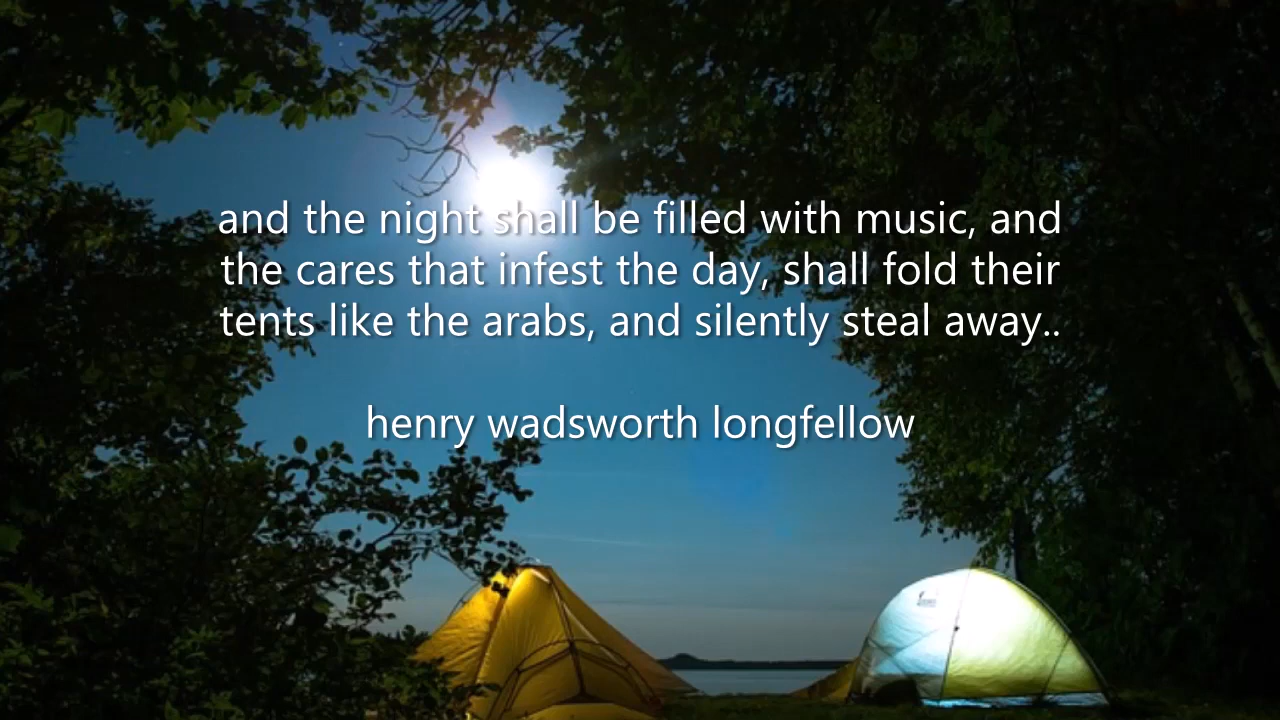 and the night shall be filled with music, and
the cares that infest the day, shall fold their
tents like the arabs, and silently steal away..
henry wadsworth longfellow